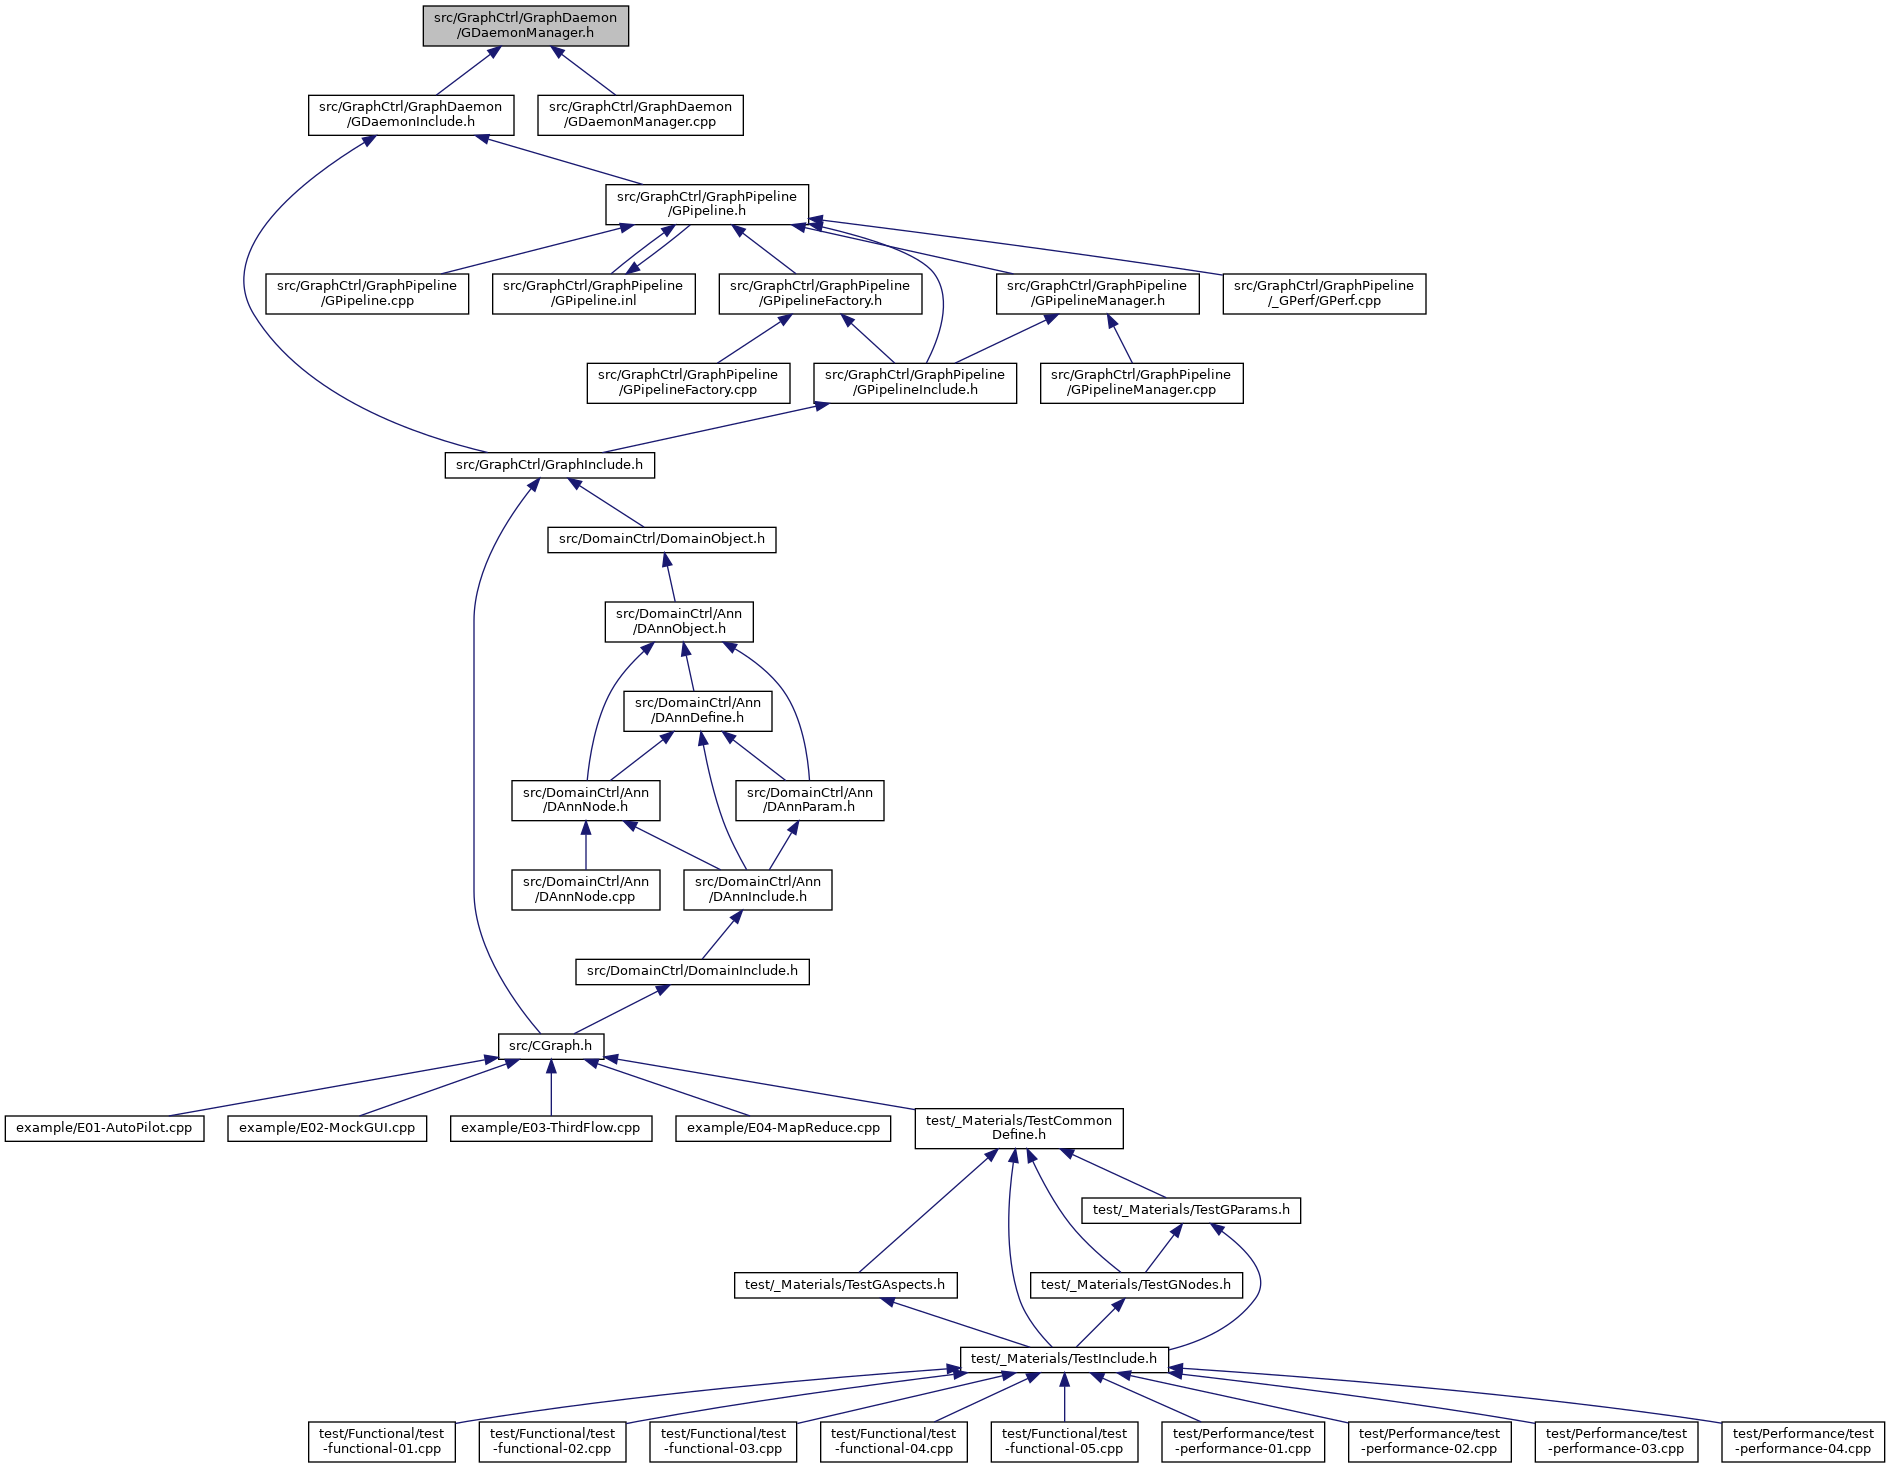 src/GraphCtrl/GraphDaemon
/GDaemonManager.h
src/GraphCtrl/GraphDaemon
/GDaemonInclude.h
src/GraphCtrl/GraphDaemon
/GDaemonManager.cpp
src/GraphCtrl/GraphPipeline
/GPipeline.h
src/GraphCtrl/GraphPipeline
/GPipeline.cpp
src/GraphCtrl/GraphPipeline
/GPipeline.inl
src/GraphCtrl/GraphPipeline
/GPipelineFactory.h
src/GraphCtrl/GraphPipeline
/GPipelineManager.h
src/GraphCtrl/GraphPipeline
/_GPerf/GPerf.cpp
src/GraphCtrl/GraphPipeline
/GPipelineFactory.cpp
src/GraphCtrl/GraphPipeline
/GPipelineInclude.h
src/GraphCtrl/GraphPipeline
/GPipelineManager.cpp
src/GraphCtrl/GraphInclude.h
src/DomainCtrl/DomainObject.h
src/DomainCtrl/Ann
/DAnnObject.h
src/DomainCtrl/Ann
/DAnnDefine.h
src/DomainCtrl/Ann
/DAnnNode.h
src/DomainCtrl/Ann
/DAnnParam.h
src/DomainCtrl/Ann
/DAnnNode.cpp
src/DomainCtrl/Ann
/DAnnInclude.h
src/DomainCtrl/DomainInclude.h
src/CGraph.h
example/E01-AutoPilot.cpp
example/E02-MockGUI.cpp
example/E03-ThirdFlow.cpp
example/E04-MapReduce.cpp
test/_Materials/TestCommon
Define.h
test/_Materials/TestGParams.h
test/_Materials/TestGAspects.h
test/_Materials/TestGNodes.h
test/_Materials/TestInclude.h
test/Functional/test
-functional-01.cpp
test/Functional/test
-functional-02.cpp
test/Functional/test
-functional-03.cpp
test/Functional/test
-functional-04.cpp
test/Functional/test
-functional-05.cpp
test/Performance/test
-performance-01.cpp
test/Performance/test
-performance-02.cpp
test/Performance/test
-performance-03.cpp
test/Performance/test
-performance-04.cpp